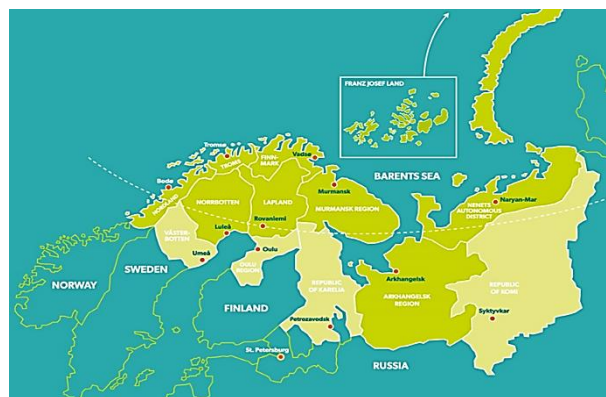 FRANZ JOSEF LAND
BARENTS SEA
Tromsø
TROMS
FINN-
MARK
Vadsø
Bodø
NORDLAND
Murmansk
NORRBOTTEN
LAPLAND
MURMANSK REGION
NENETS
AUTONOMOUS
DISTRICT
Naryan-Mar
Rovaniemi
Luleå
VÄSTER-
BOTTEN
Umeå
Oulu
OULU
REGION
SWEDEN
NORWAY
FINLAND
REPUBLIC
OF KARELIA
Arkhangelsk
ARKHANGELSK
REGION
REPUBLIC
OF KOMI
Syktyvkar
Petrozavodsk
St. Petersburg
RUSSIA